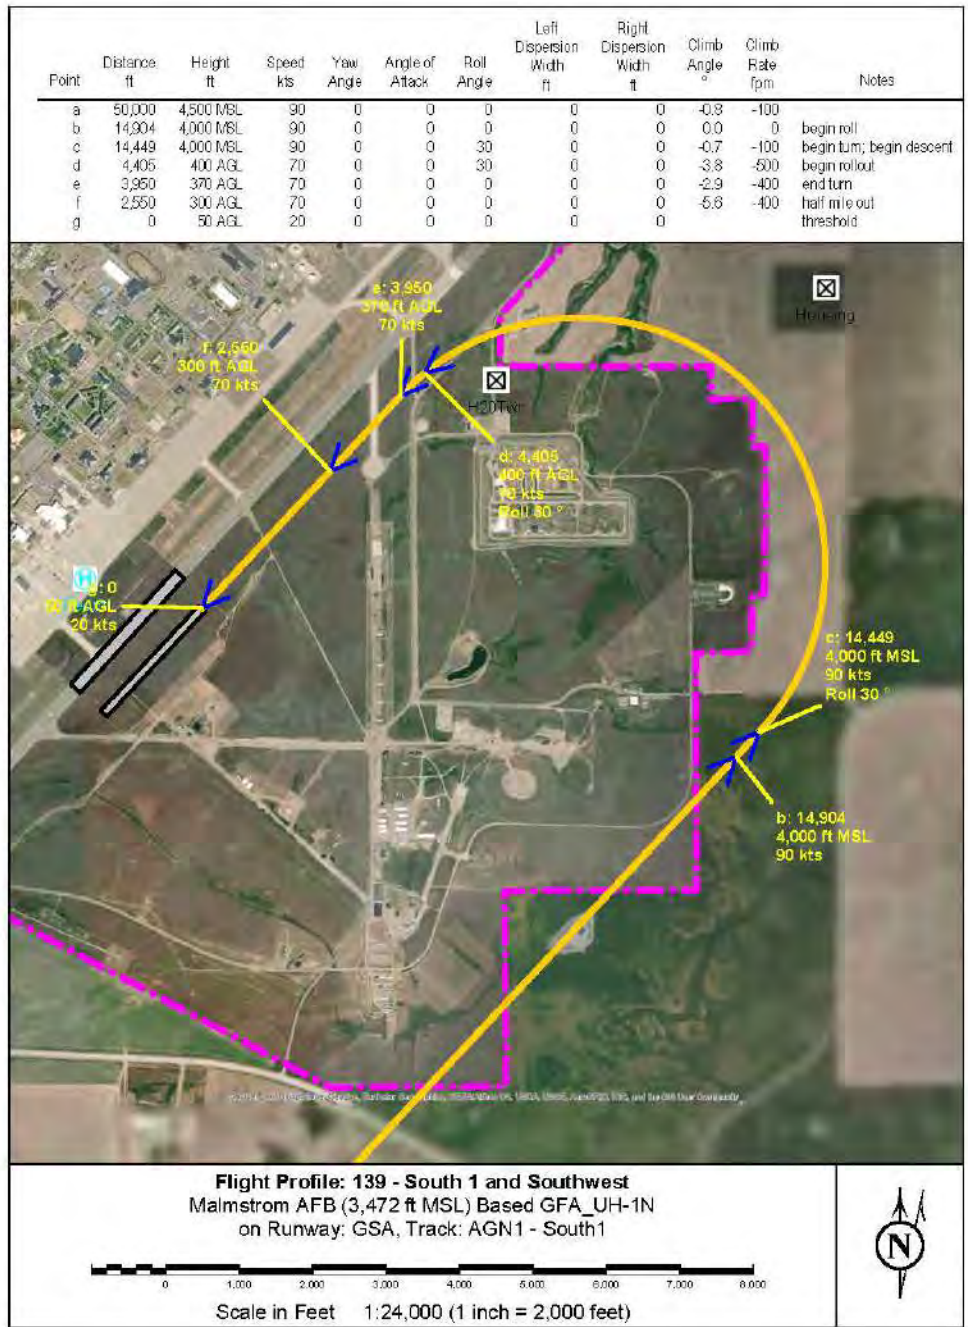 Point Distance ft Height ft Speed kts Yaw Angle Angle of Attack Roll Angle Left Dispersion Width ft Right Dispersion Width ft Climb Angle ° Climb Rate fpm Notes
a 50,000 4,500 MSL 90 0 0 0 0 0 -0.8 -100
b 14,904 4,000 MSL 90 0 0 0 0 0 0.0 0 begin roll
c 14,449 4,000 MSL 90 0 0 30 0 0 -0.7 -100 begin turn; begin descent
d 4,405 400 AGL 70 0 0 30 0 0 -3.8 -500 begin rollout
e 3,950 370 AGL 70 0 0 0 0 0 -2.9 -400 end turn
f 2,550 300 AGL 70 0 0 0 0 0 -5.6 -400 half mile out
g 0 50 AGL 20 0 0 0 0 0 threshold
Housing
e: 3,950
370 ft AGL
70 kts
f: 2,550
300 ft AGL
70 kts
H20Twr
d: 4,405
400 ft AGL
70 kts
Roll 30 °
H
g: 0
50 ft AGL
20 kts
c: 14,449
4,000 ft MSL
90 kts
Roll 30 °
b: 14,904
4,000 ft MSL
90 kts
and the GIS User Community
Flight Profile: 139 - South 1 and Southwest
Malmstrom AFB (3,472 ft MSL) Based GFA_UH-1N
on Runway: GSA, Track: AGN1 - South1
0 1,000 2,000 3,000 4,000 5,000 6,000 7,000 8,000
Scale in Feet 1:24,000 (1 inch = 2,000 feet)
N